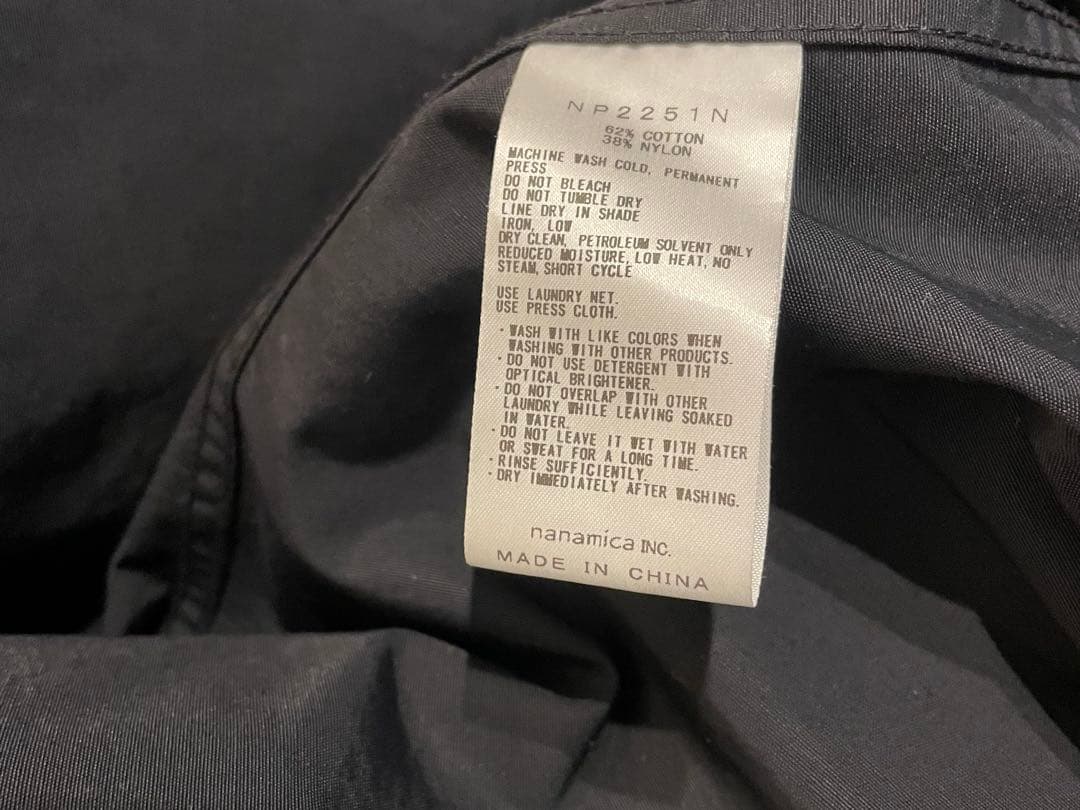 NP2251N
62% COTTON
38% NYLON
MACHINE WASH COLD, PERMANENT
PRESS
DO NOT BLEACH
DO NOT TUMBLE DRY
LINE DRY IN SHADE
IRON, LOW
DRY CLEAN, PETROLEUM SOLVENT ONLY
REDUCED MOISTURE, LOW HEAT, NO
STEAM, SHORT CYCLE
USE LAUNDRY NET.
USE PRESS CLOTH.
・WASH WITH LIKE COLORS WHEN
WASHING WITH OTHER PRODUCTS.
・DO NOT USE DETERGENT WITH
OPTICAL BRIGHTENER.
・DO NOT OVERLAP WITH OTHER
LAUNDRY WHILE LEAVING SOAKED
IN WATER.
・DO NOT LEAVE IT WET WITH WATER
OR SWEAT FOR A LONG TIME.
・RINSE SUFFICIENTLY.
・DRY IMMEDIATELY AFTER WASHING.
nanamica INC.
MADE IN CHINA